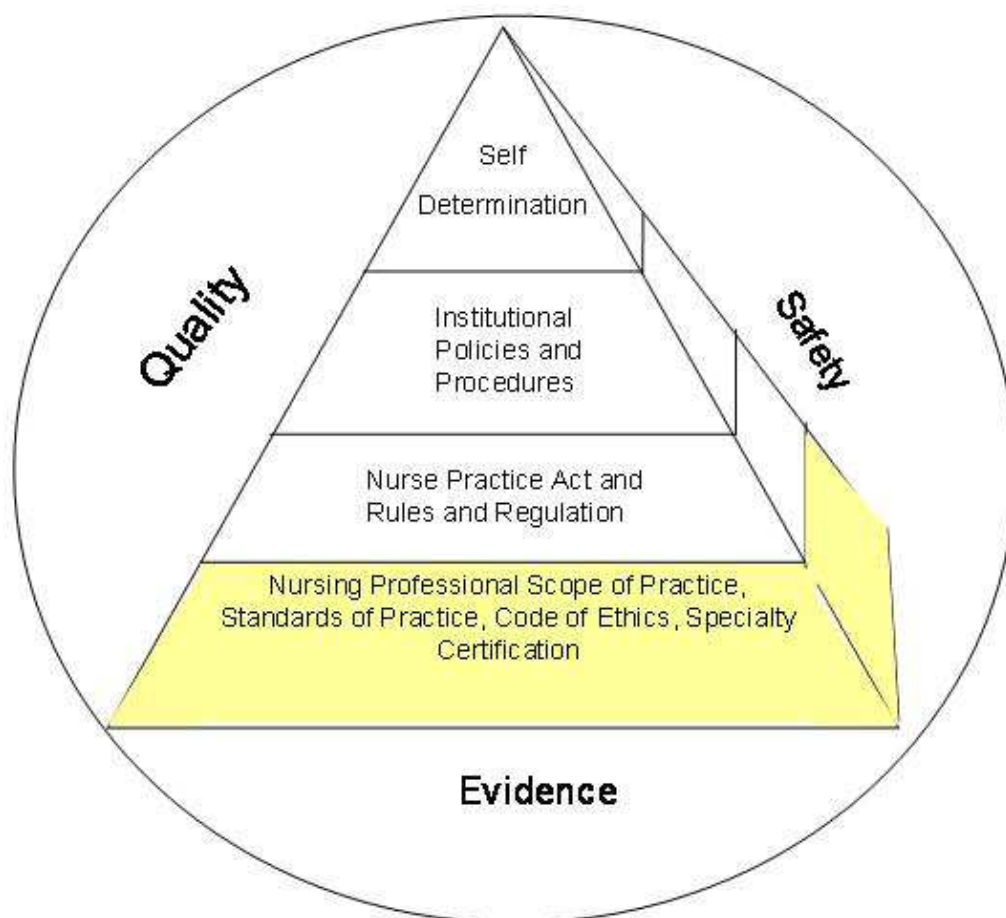 Self
Determination
Quality
Safety
Institutional
Policies and
Procedures
Nurse Practice Act and
Rules and Regulation
Nursing Professional Scope of Practice,
Standards of Practice, Code of Ethics, Specialty
Certification
Evidence